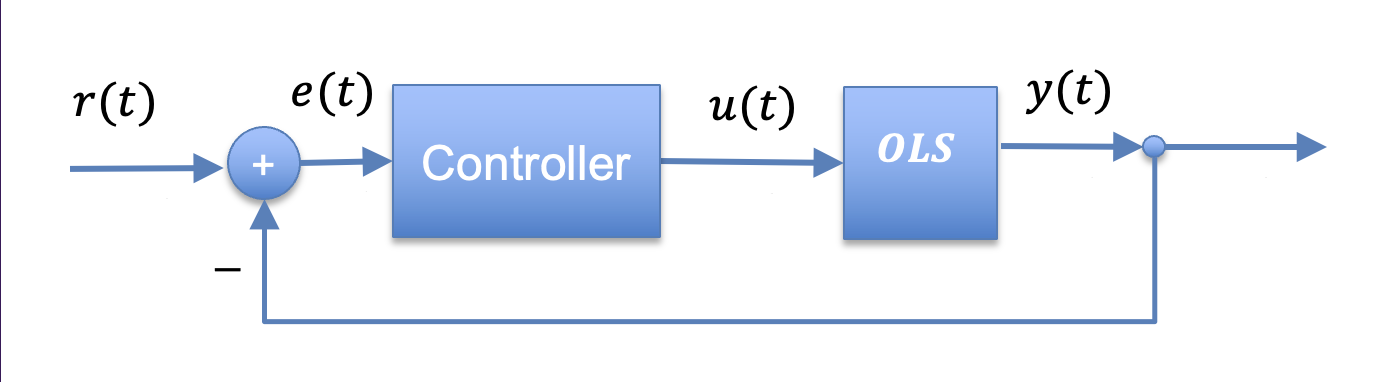 r(t)
e(t)
Controller
u(t)
OLS
y(t)
+
−